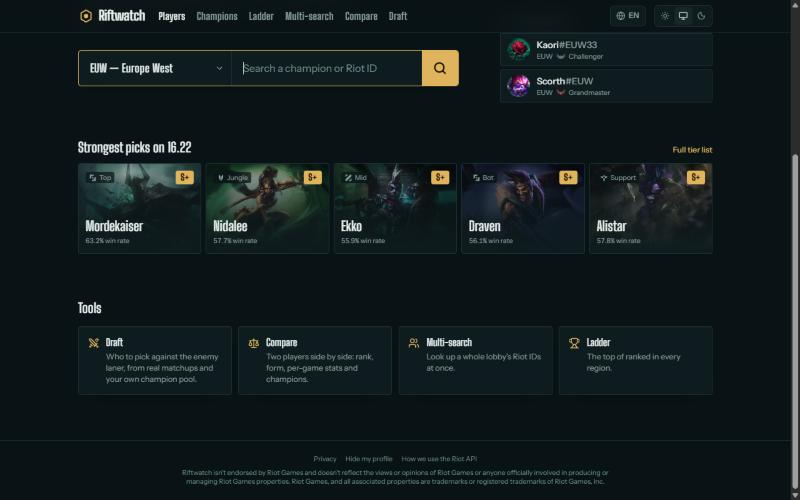 Riftwatch Players Champions Ladder Multi-search Compare Draft EN
Kaori#EUW33
EUW Challenger
EUW — Europe West Search a champion or Riot ID
Scorth#EUW
EUW Grandmaster
Strongest picks on 16.22 Full tier list
Top S+
Mordekaiser
63.2% win rate
Jungle S+
Nidalee
57.7% win rate
Mid S+
Ekko
55.9% win rate
Bot S+
Draven
56.1% win rate
Support S+
Alistar
57.8% win rate
Tools
Draft
Who to pick against the enemy
laner, from real matchups and
your own champion pool.
Compare
Two players side by side: rank,
form, per-game stats and
champions.
Multi-search
Look up a whole lobby's Riot IDs
at once.
Ladder
The top of ranked in every
region.
Privacy Hide my profile How we use the Riot API
Riftwatch isn't endorsed by Riot Games and doesn't reflect the views or opinions of Riot Games or anyone officially involved in producing or
managing Riot Games properties. Riot Games, and all associated properties are trademarks or registered trademarks of Riot Games, Inc.